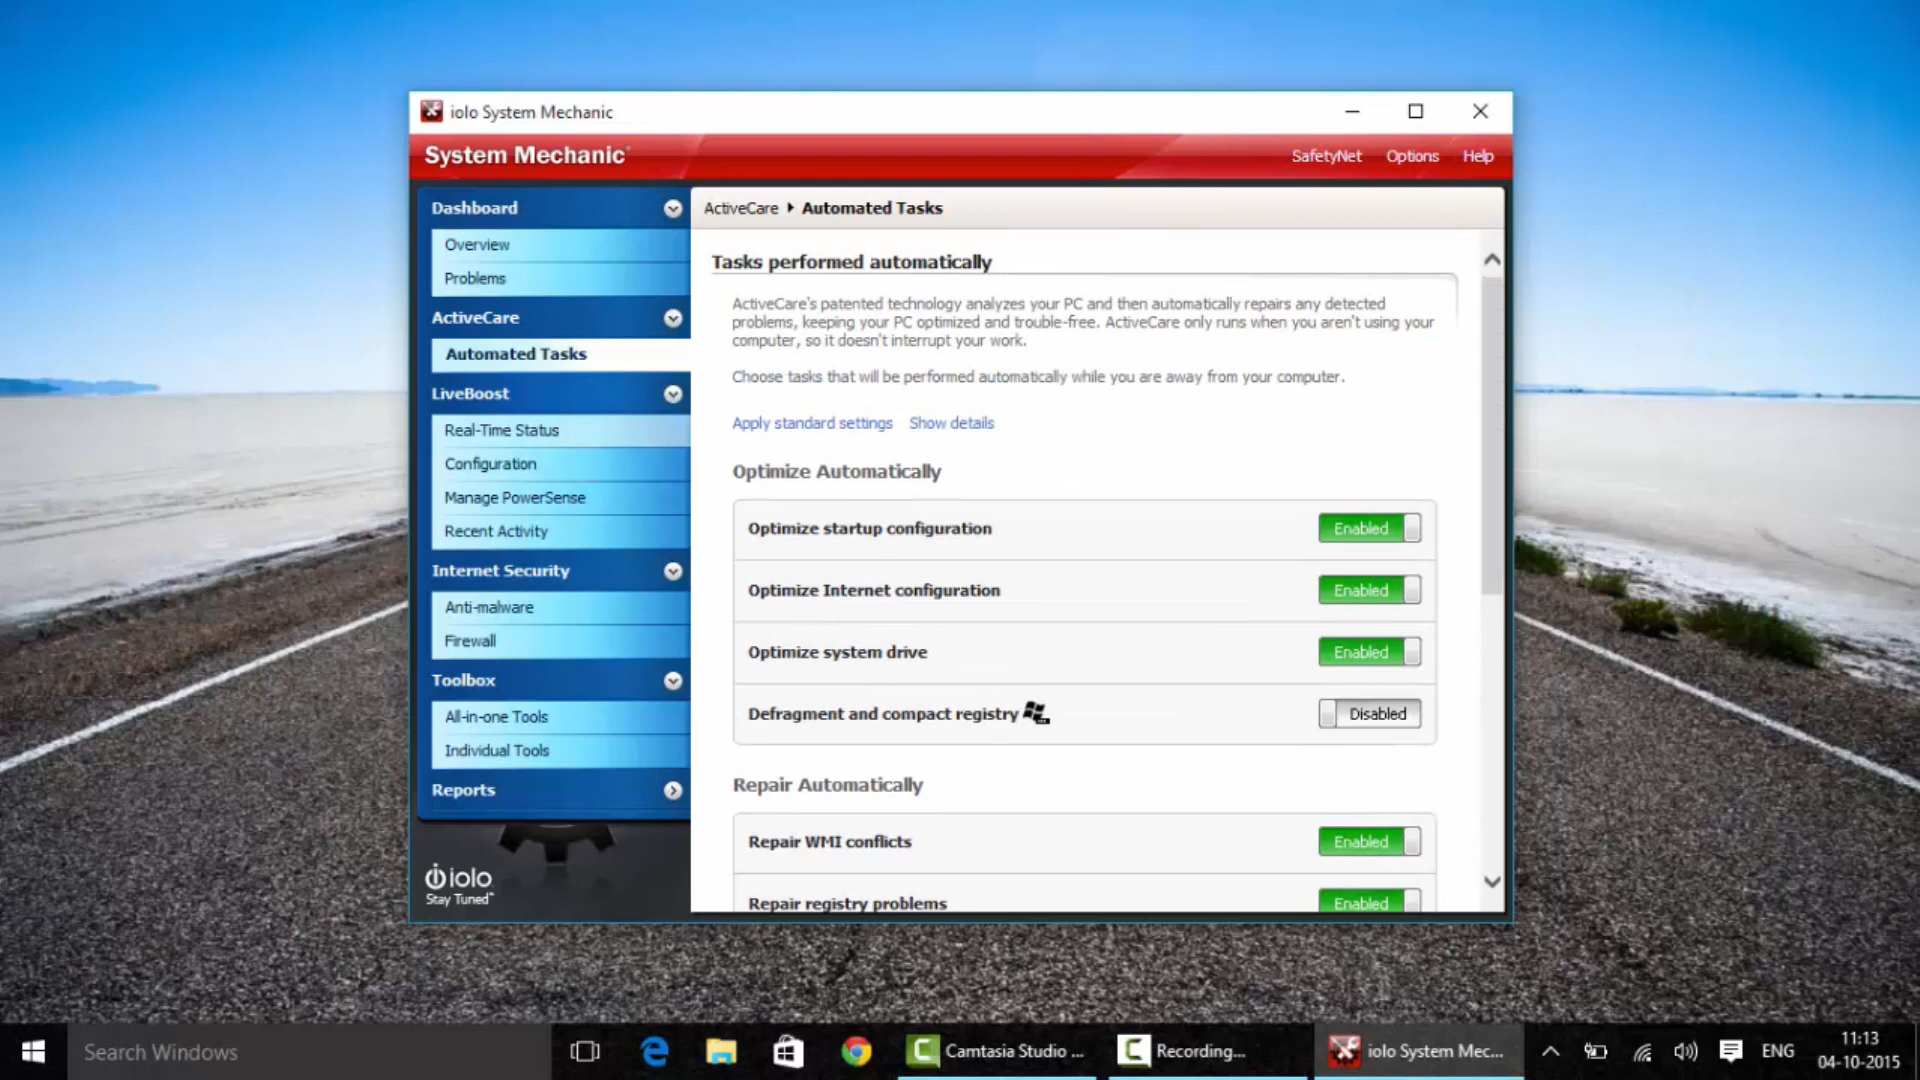 iolo System Mechanic
System Mechanic
SafetyNet Options Help
Dashboard
Overview
Problems
ActiveCare
Automated Tasks
LiveBoost
Real-Time Status
Configuration
Manage PowerSense
Recent Activity
Internet Security
Anti-malware
Firewall
Toolbox
All-in-one Tools
Individual Tools
Reports
iolo
Stay Tuned™
ActiveCare Automated Tasks
Tasks performed automatically
ActiveCare's patented technology analyzes your PC and then automatically repairs any detected
problems, keeping your PC optimized and trouble-free. ActiveCare only runs when you aren't using your
computer, so it doesn't interrupt your work.
Choose tasks that will be performed automatically while you are away from your computer.
Apply standard settings Show details
Optimize Automatically
Optimize startup configuration Enabled
Optimize Internet configuration Enabled
Optimize system drive Enabled
Defragment and compact registry Disabled
Repair Automatically
Repair WMI conflicts Enabled
Repair registry problems Enabled
Search Windows
Camtasia Studio ...
Recording...
iolo System Mec...
ENG
11:13
04-10-2015